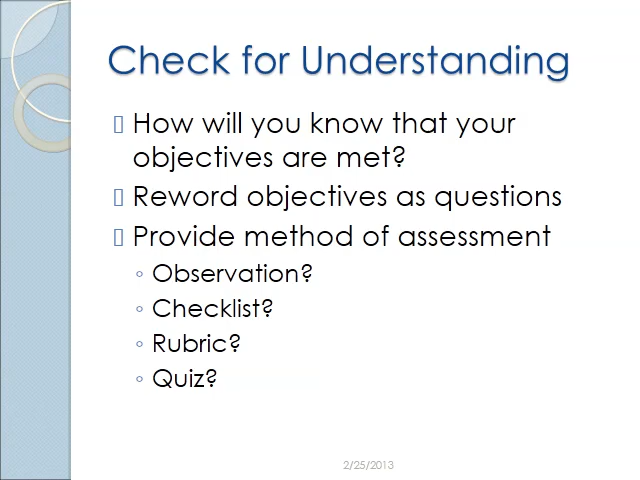 Check for Understanding
How will you know that your
objectives are met?
Reword objectives as questions
Provide method of assessment
Observation?
Checklist?
Rubric?
Quiz?
2/25/2013